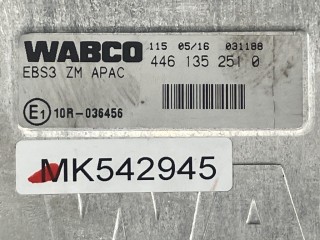 WABCO 115 05/16 031188
EBS3 ZM APAC 446 135 251 0
E1 10R-036456
MK542945